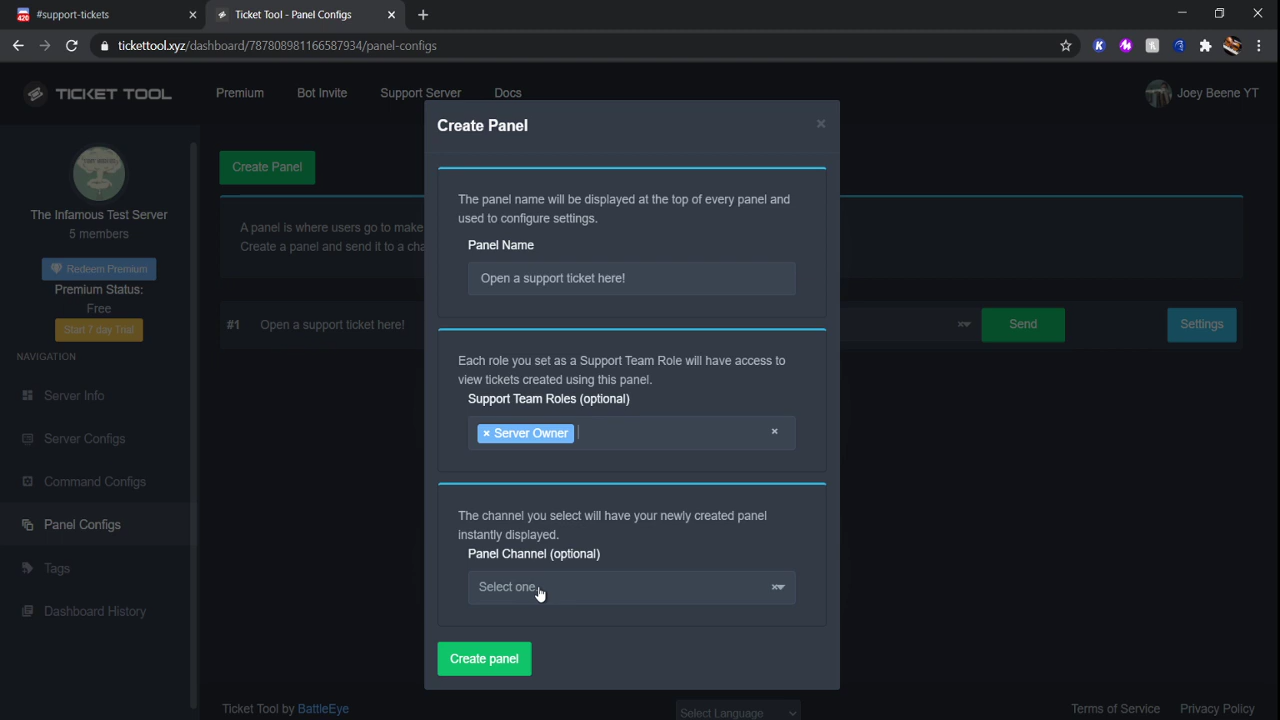 #support-tickets
Ticket Tool - Panel Configs
tickettool.xyz/dashboard/787808981166587934/panel-configs
TICKET TOOL
Premium
Bot Invite
Support Server
Docs
Joey Beene YT
The Infamous Test Server
5 members
Redeem Premium
Premium Status:
Free
Start 7 day Trial
NAVIGATION
Server Info
Server Configs
Command Configs
Panel Configs
Tags
Dashboard History
Create Panel
A panel is where users go to make
Create a panel and send it to a cha
#1 Open a support ticket here!
Send
Settings
Create Panel
The panel name will be displayed at the top of every panel and
used to configure settings.
Panel Name
Open a support ticket here!
Each role you set as a Support Team Role will have access to
view tickets created using this panel.
Support Team Roles (optional)
× Server Owner
The channel you select will have your newly created panel
instantly displayed.
Panel Channel (optional)
Select one
Create panel
Ticket Tool by BattleEye
Select Language
Terms of Service
Privacy Policy